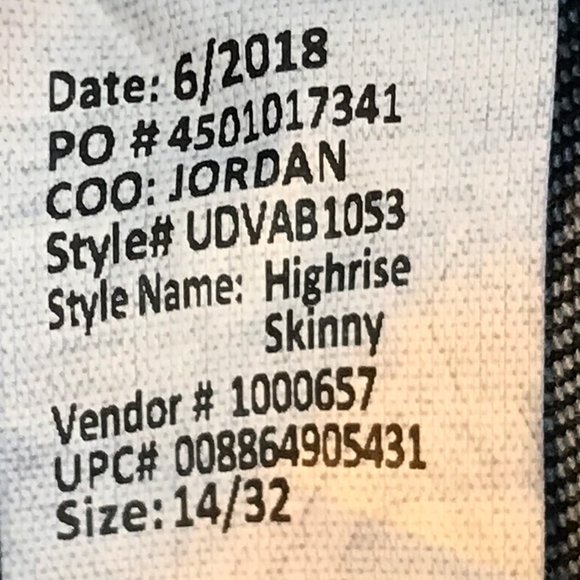 Date: 6/2018
PO # 4501017341
COO: JORDAN
Style# UDVAB1053
Style Name: Highrise
Skinny
Vendor # 1000657
UPC# 008864905431
Size: 14/32